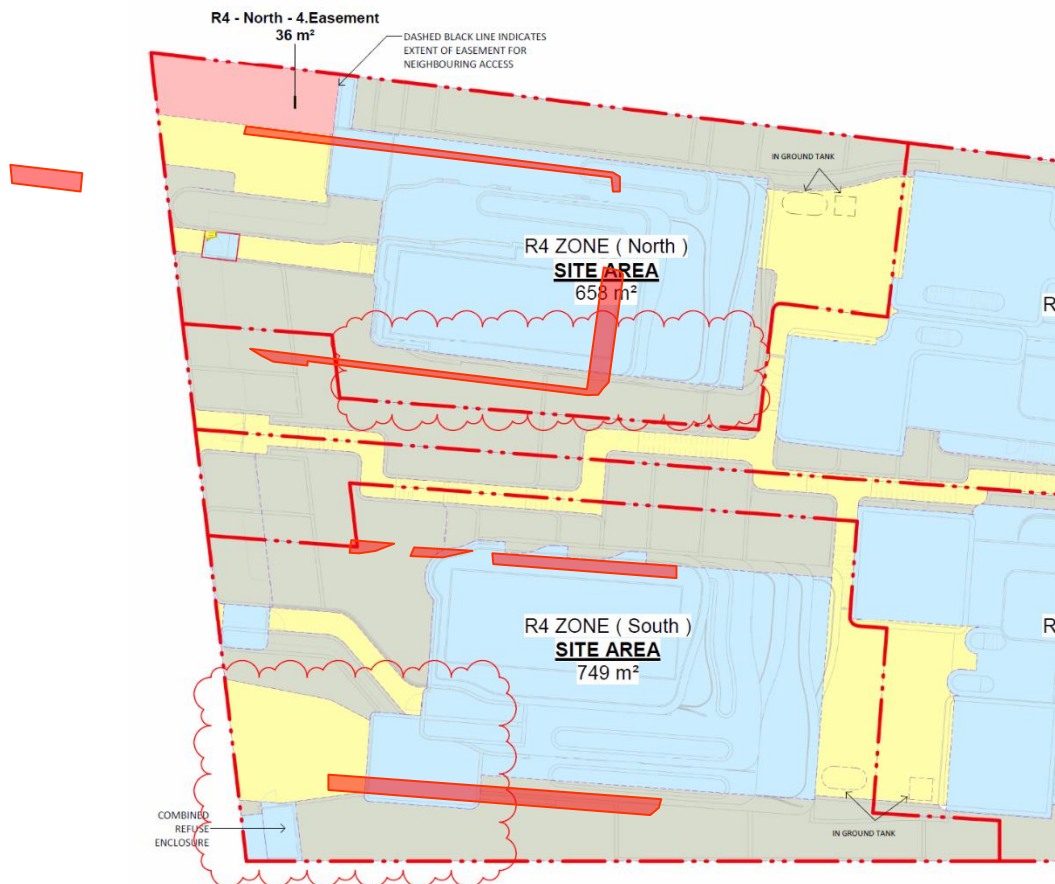 R4 - North - 4.Easement
36 m²
DASHED BLACK LINE INDICATES
EXTENT OF EASEMENT FOR
NEIGHBOURING ACCESS
IN GROUND TANK
R4 ZONE ( North )
SITE AREA
658 m²
R
R4 ZONE ( South )
SITE AREA
749 m²
R
COMBINED
REFUSE
ENCLOSURE
IN GROUND TANK